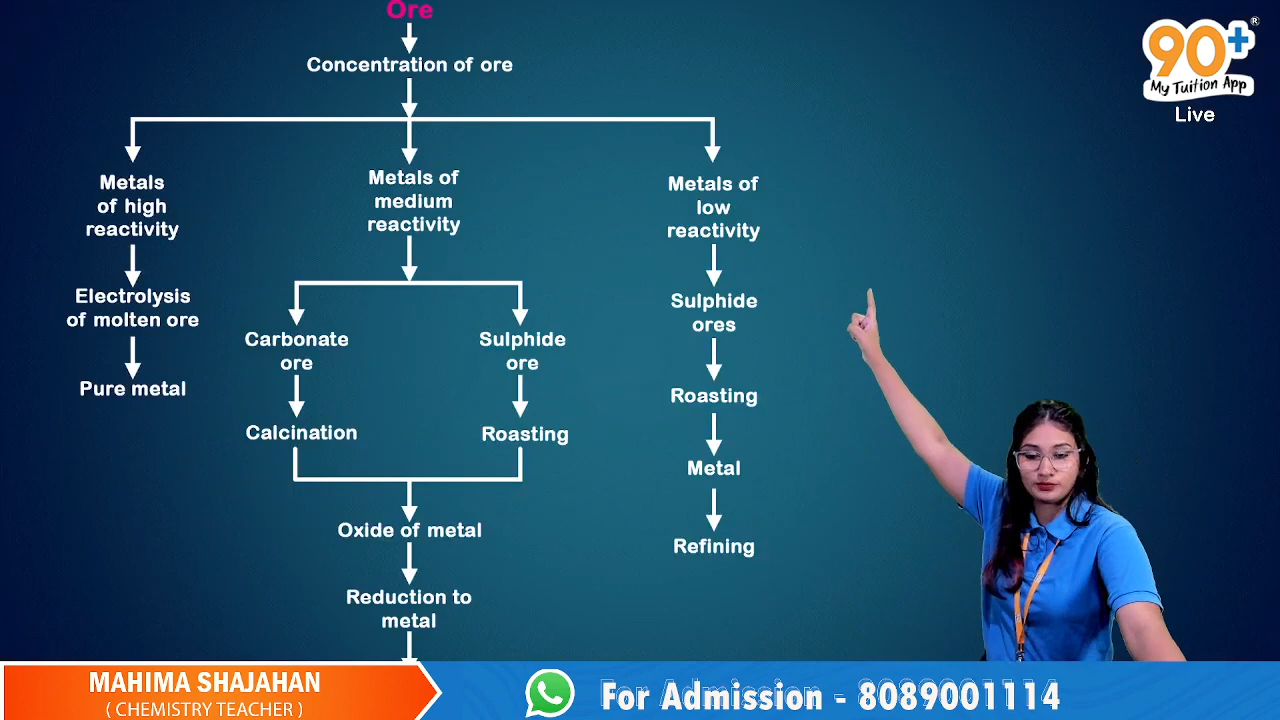 Ore
Concentration of ore
Metals
of high
reactivity
Electrolysis
of molten ore
Pure metal
Metals of
medium
reactivity
Carbonate
ore
Calcination
Sulphide
ore
Roasting
Oxide of metal
Reduction to
metal
Metals of
low
reactivity
Sulphide
ores
Roasting
Metal
Refining
90+
®
My Tuition App
Live
MAHIMA SHAJAHAN
( CHEMISTRY TEACHER )
For Admission - 8089001114